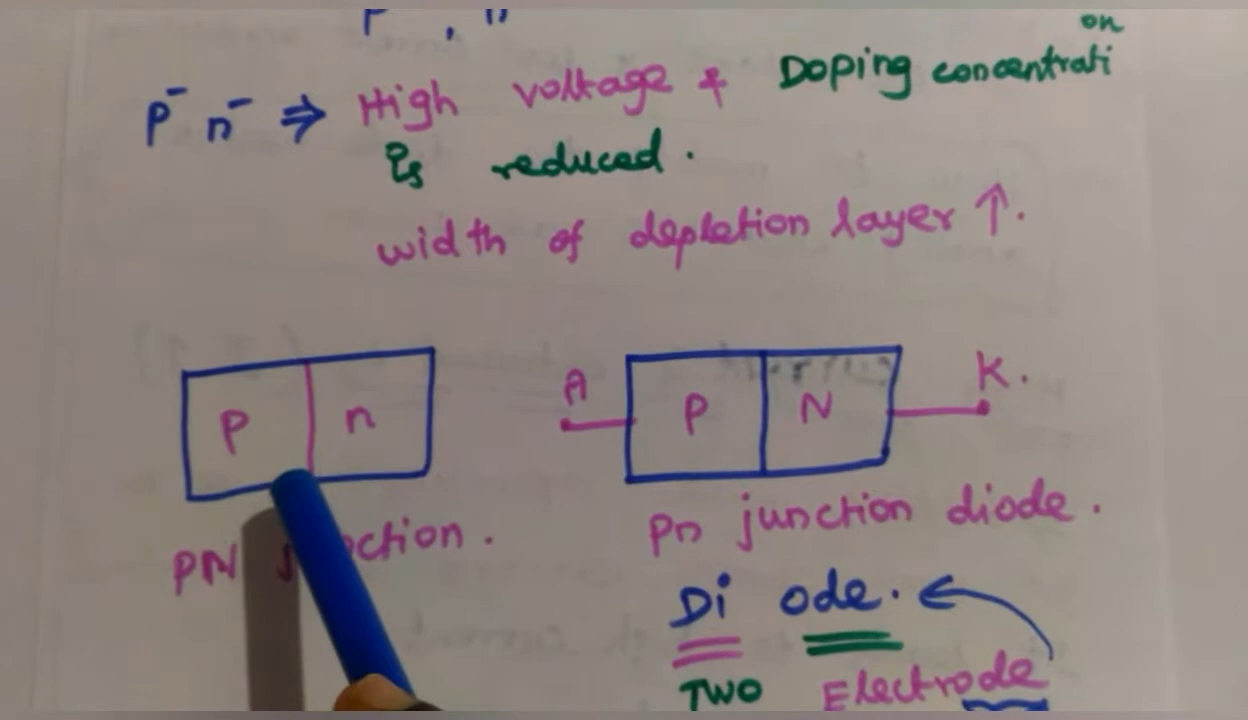 on
P⁻ n⁻ ⇒ High voltage & Doping concentrati
is reduced.
width of depletion layer ↑.
A K.
P n P N
PN ction. Pn junction diode.
Di ode. ←
TWO Electrode